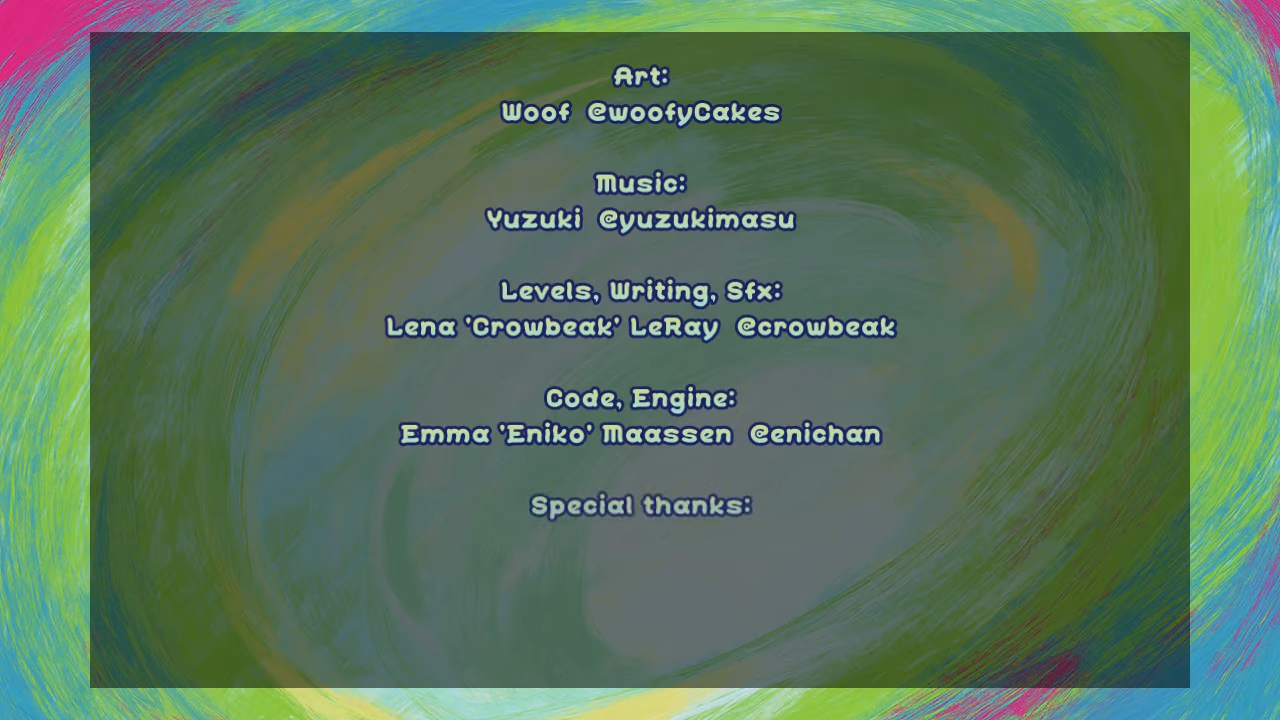 Art:
Woof @woofyCakes
Music:
Yuzuki @yuzukimasu
Levels, Writing, Sfx:
Lena 'Crowbeak' LeRay @crowbeak
Code, Engine:
Emma 'Eniko' Maassen @enichan
Special thanks: